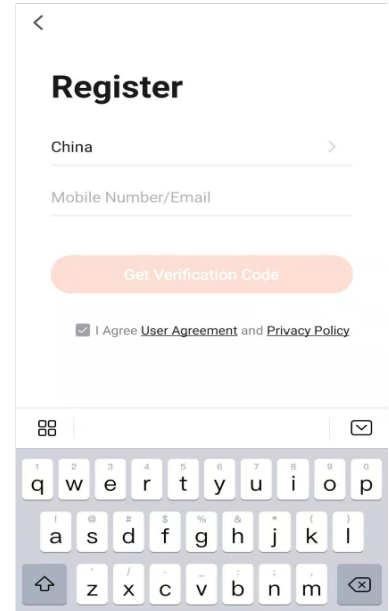 Register
China
Mobile Number/Email
Get Verification Code
I Agree User Agreement and Privacy Policy
1 2 3 4 5 6 7 8 9 0
q w e r t y u i o p
! @ # $ % & * ( )
a s d f g h j k l
' / - _ : ; ,
z x c v b n m